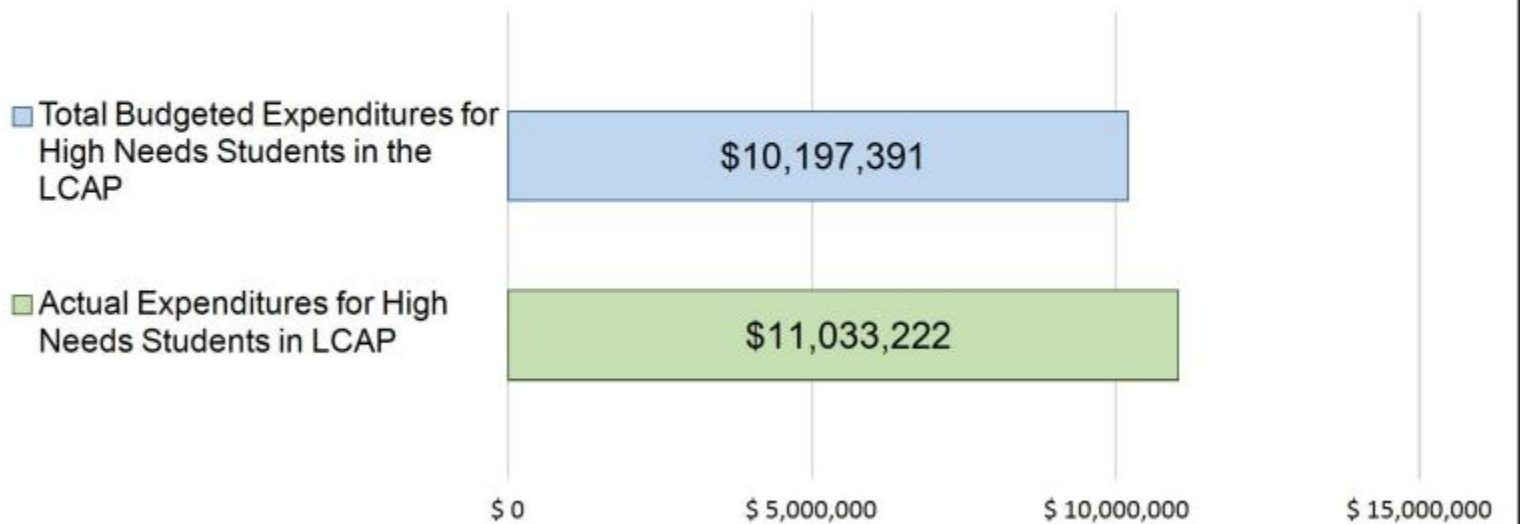 Total Budgeted Expenditures for
High Needs Students in the
LCAP
$10,197,391
Actual Expenditures for High
Needs Students in LCAP
$11,033,222
$ 0
$ 5,000,000
$ 10,000,000
$ 15,000,000